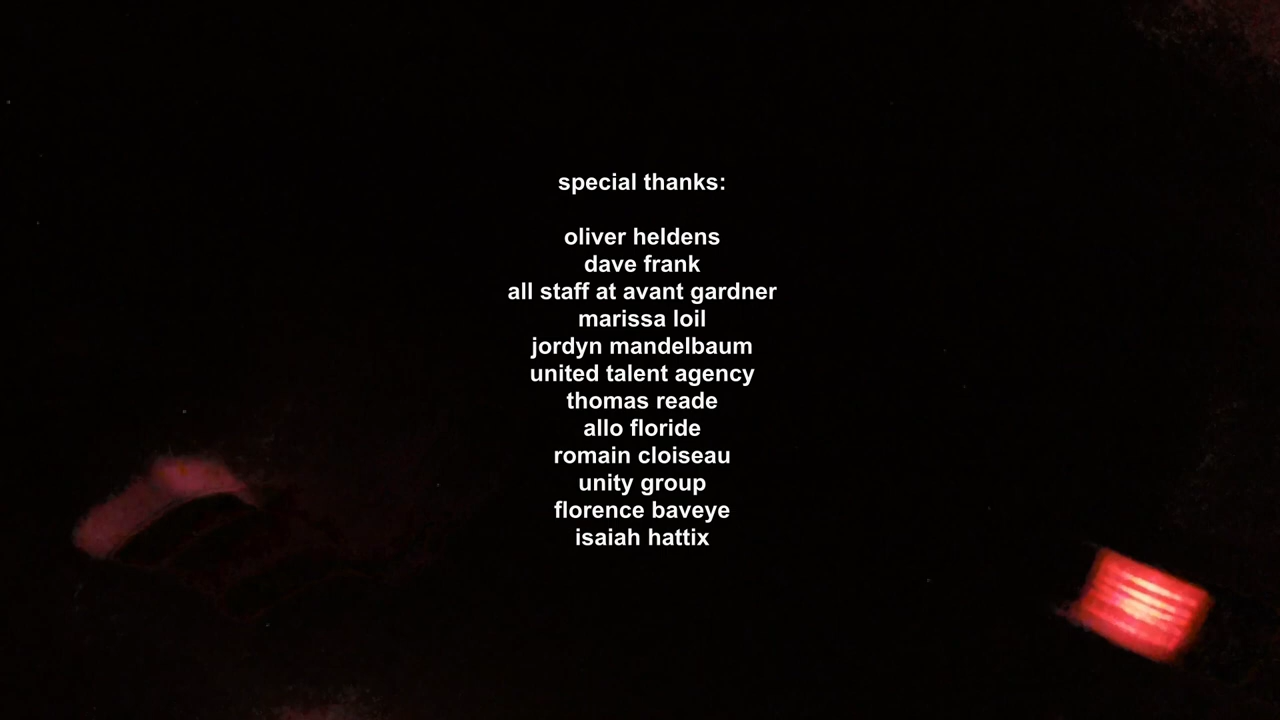 special thanks:
oliver heldens
dave frank
all staff at avant gardner
marissa loil
jordyn mandelbaum
united talent agency
thomas reade
allo floride
romain cloiseau
unity group
florence baveye
isaiah hattix